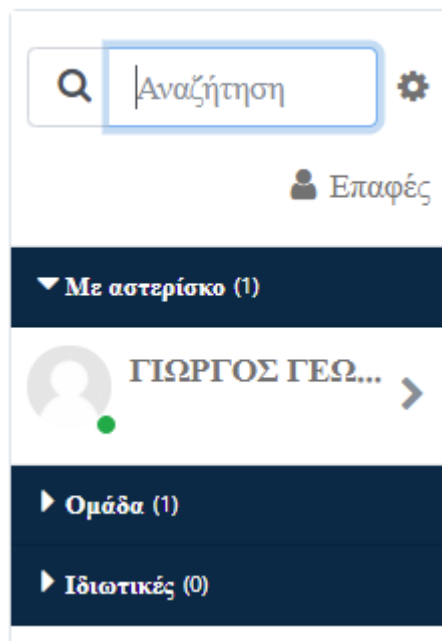 Αναζήτηση
Επαφές
Με αστερίσκο (1)
ΓΙΩΡΓΟΣ ΓΕΩ...
Ομάδα (1)
Ιδιωτικές (0)